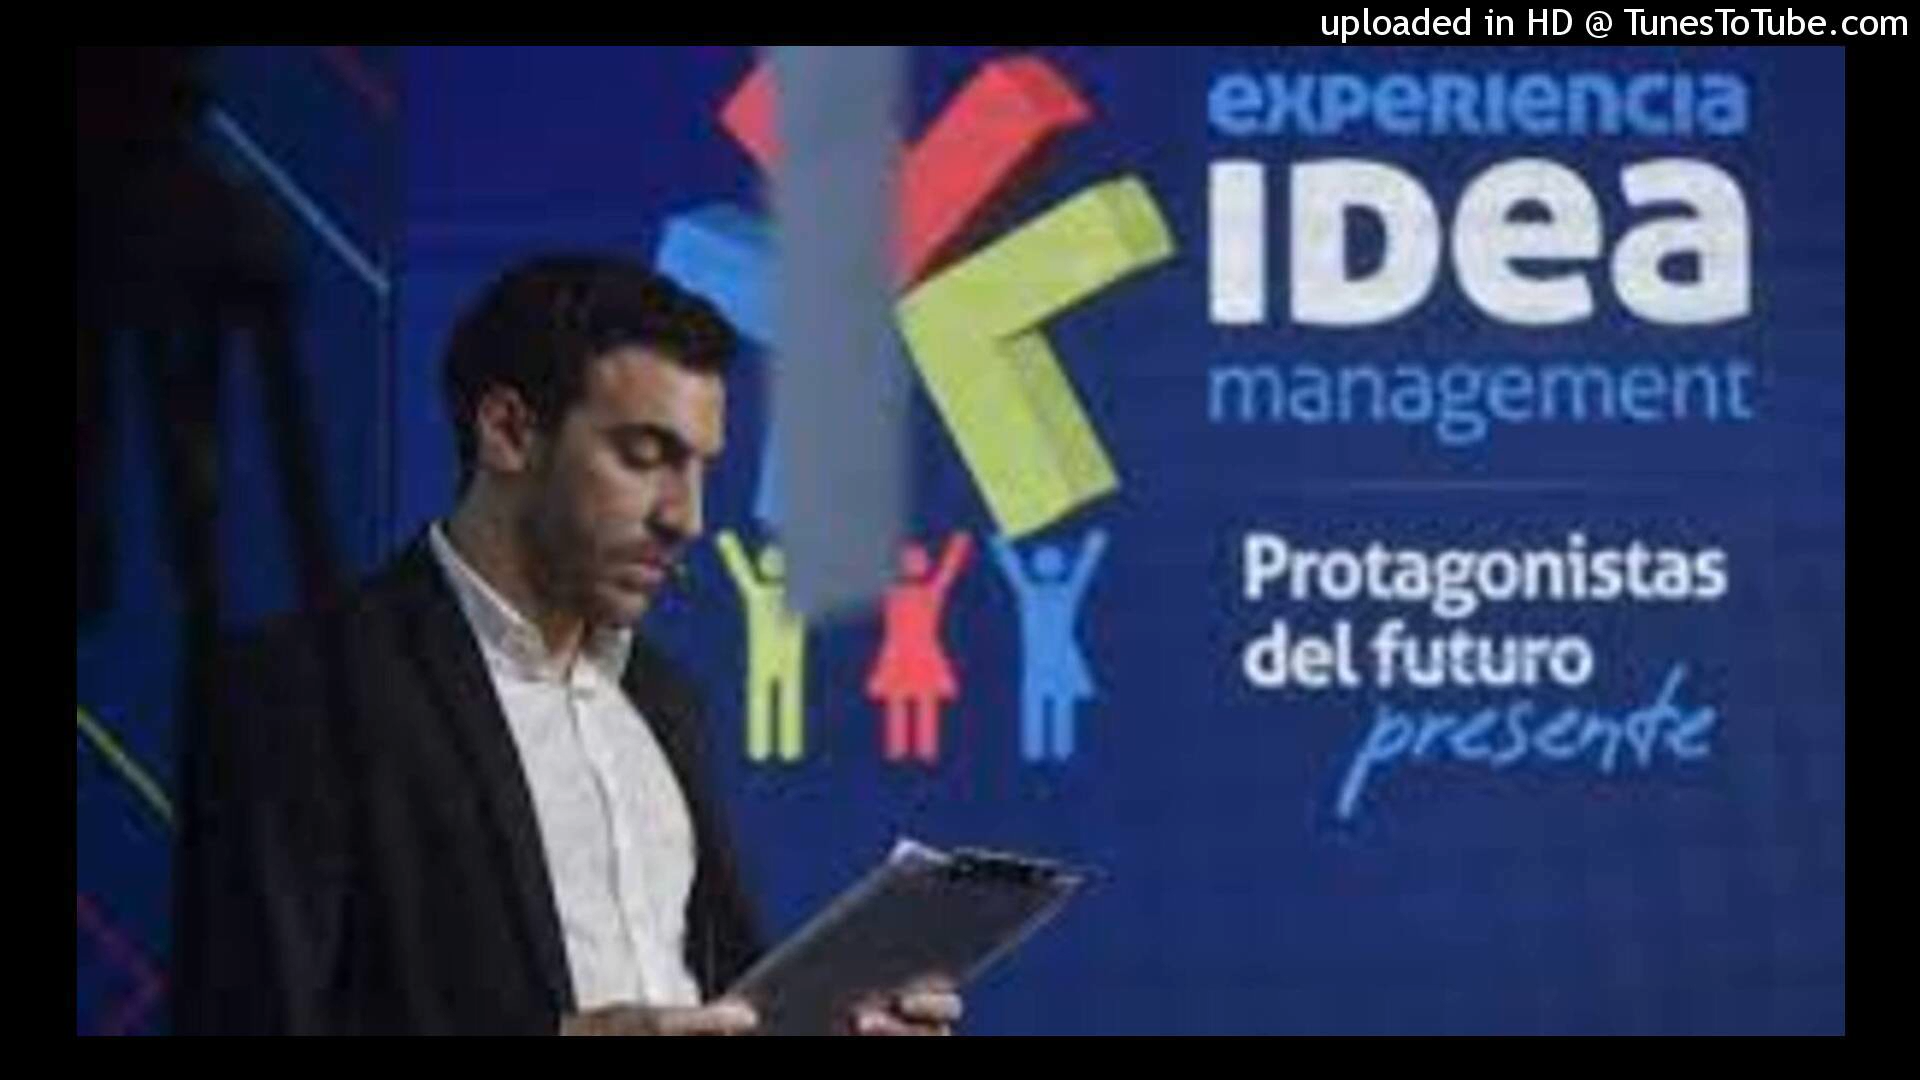 uploaded in HD @ TunesToTube.com
experiencia
IDea
management
Protagonistas
del futuro
presente